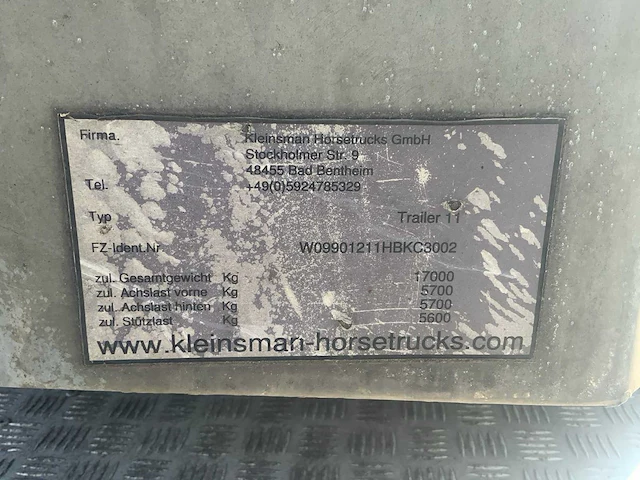 Firma. Kleinsman Horsetrucks GmbH
Stockholmer Str. 9
48455 Bad Bentheim
Tel. +49(0)5924785329
Typ Trailer 11
FZ-Ident.Nr W09901211HBKC3002
zul. Gesamtgewicht Kg 17000
zul. Achslast vorne Kg 5700
zul. Achslast hinten Kg 5700
zul. Stützlast Kg 5600
www.kleinsman-horsetrucks.com